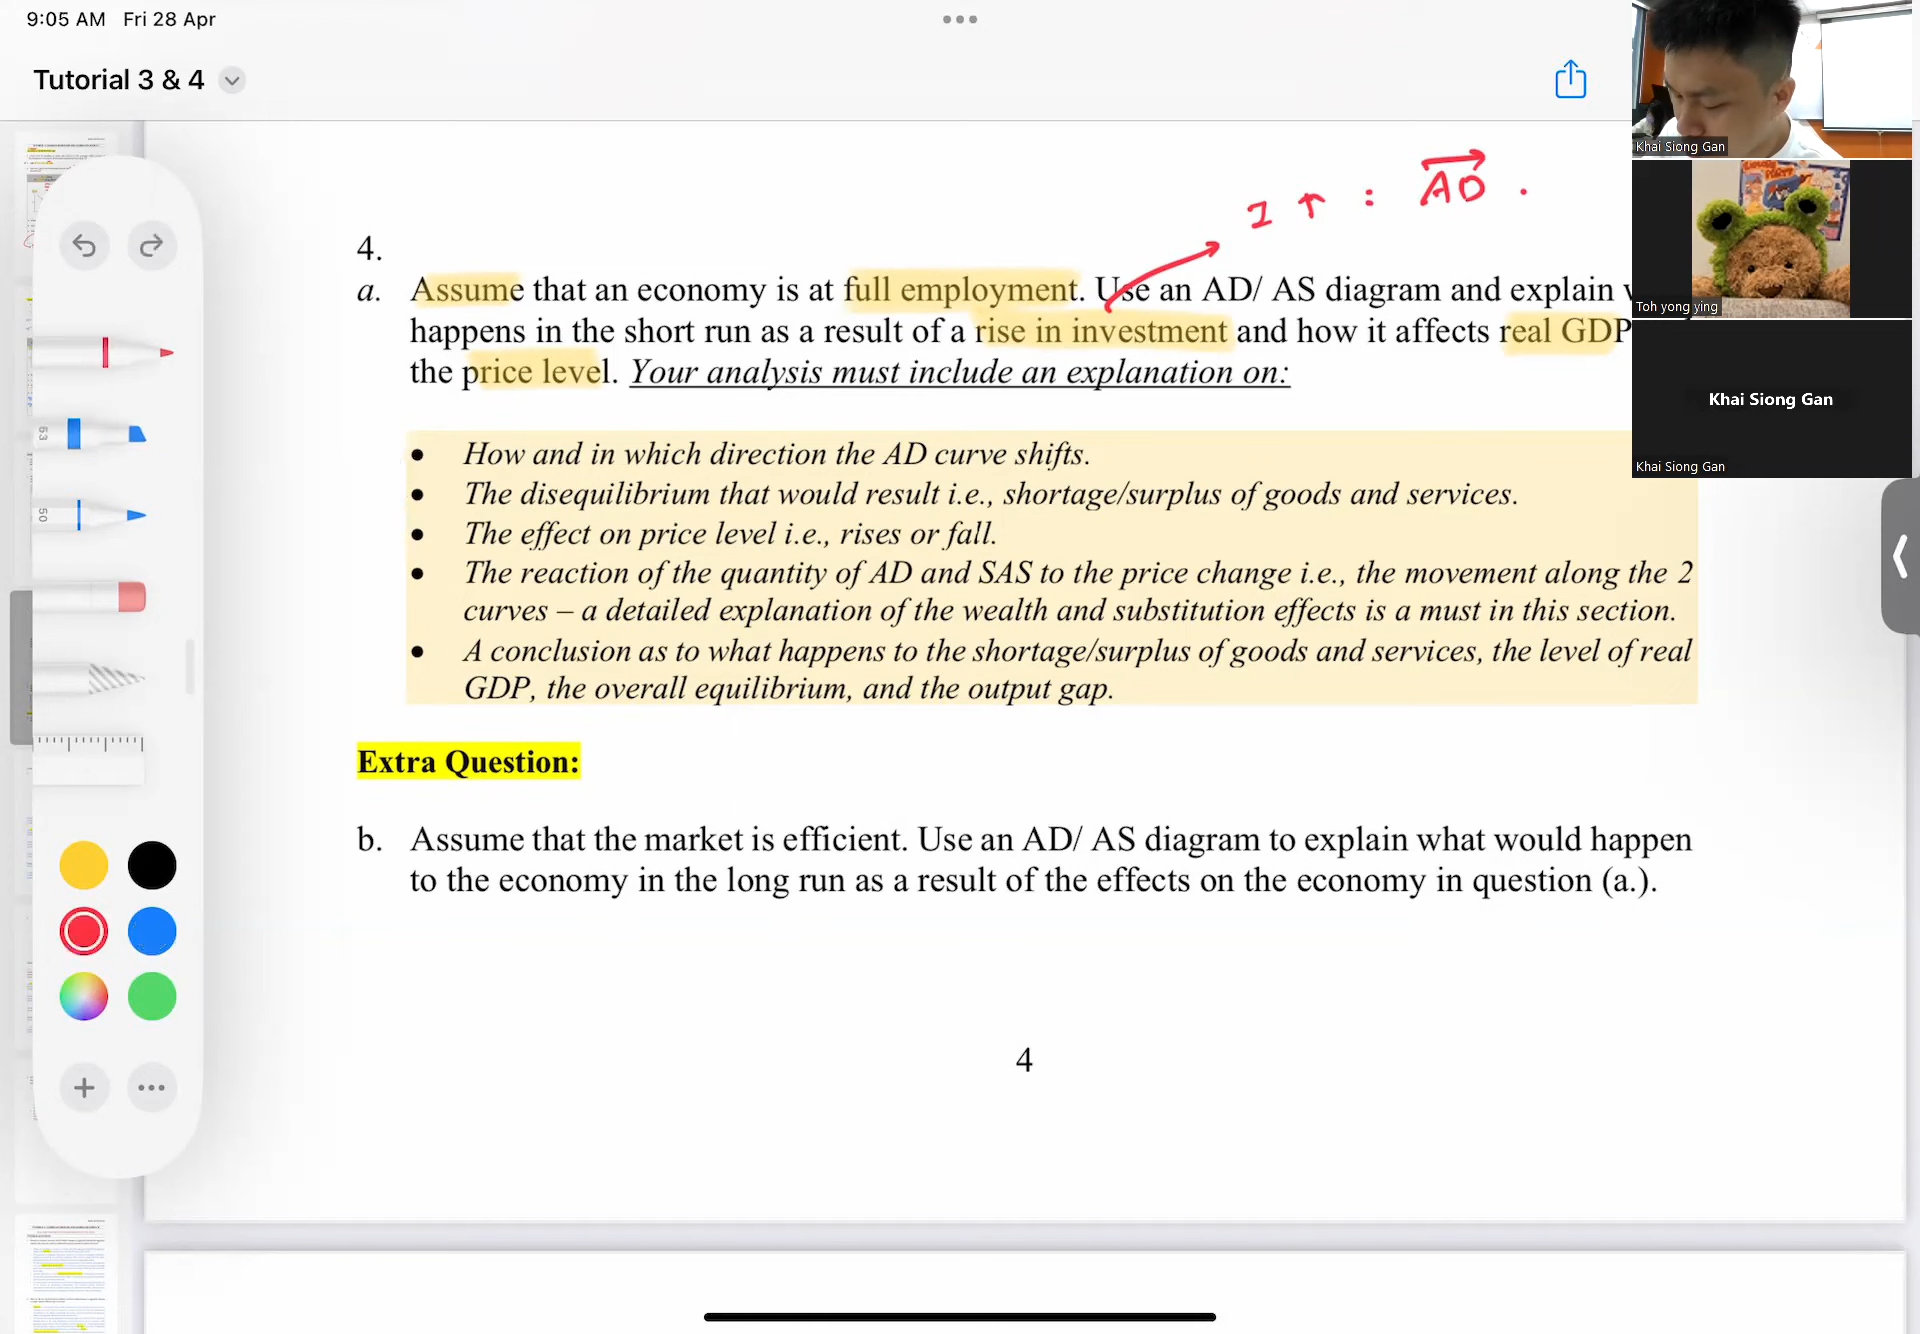 9:05 AM Fri 28 Apr
Tutorial 3 & 4
I ↑ : AD .
4.
a. Assume that an economy is at full employment. Use an AD/ AS diagram and explain
happens in the short run as a result of a rise in investment and how it affects real GDP
the price level. Your analysis must include an explanation on:
• How and in which direction the AD curve shifts.
• The disequilibrium that would result i.e., shortage/surplus of goods and services.
• The effect on price level i.e., rises or fall.
• The reaction of the quantity of AD and SAS to the price change i.e., the movement along the 2
curves – a detailed explanation of the wealth and substitution effects is a must in this section.
• A conclusion as to what happens to the shortage/surplus of goods and services, the level of real
GDP, the overall equilibrium, and the output gap.
Extra Question:
b. Assume that the market is efficient. Use an AD/ AS diagram to explain what would happen
to the economy in the long run as a result of the effects on the economy in question (a.).
4
63
50
Khai Siong Gan
Toh yong ying
Khai Siong Gan
Khai Siong Gan